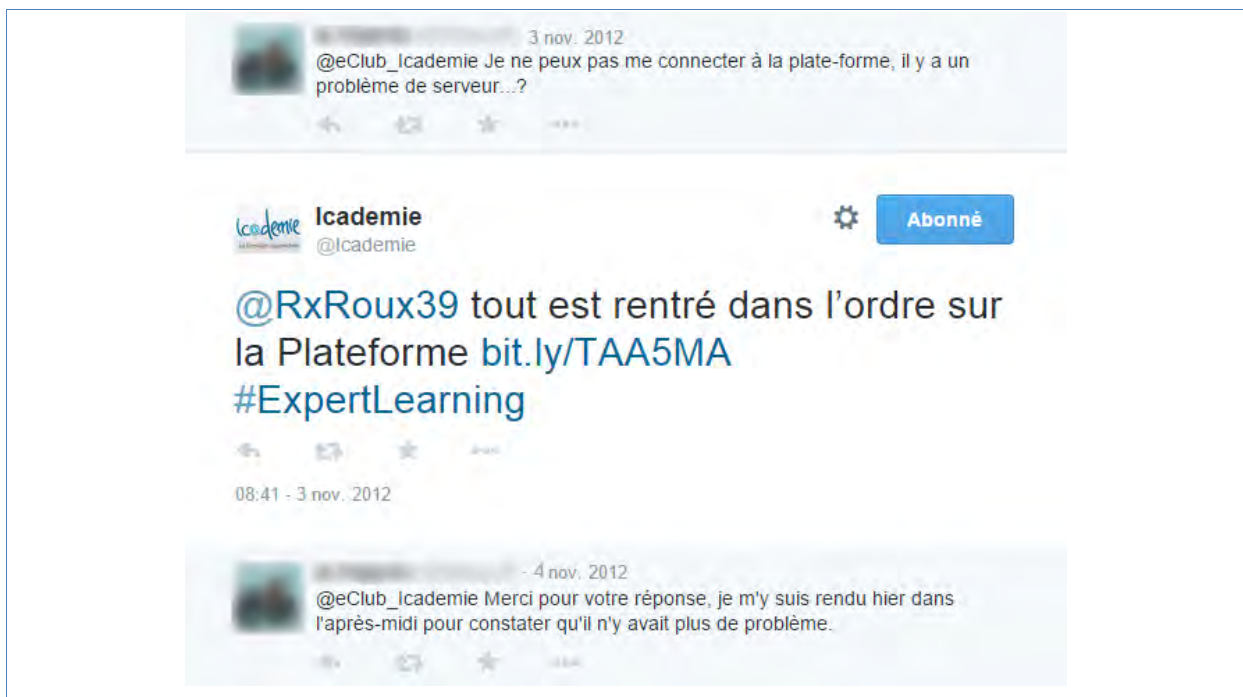 3 nov. 2012
@eClub_Icademie Je ne peux pas me connecter à la plate-forme, il y a un
problème de serveur...?
Icademie
Icademie
Abonné
@Icademie
@RxRoux39 tout est rentré dans l'ordre sur
la Plateforme bit.ly/TAA5MA
#ExpertLearning
08:41 - 3 nov. 2012
- 4 nov. 2012
@eClub_Icademie Merci pour votre réponse, je m'y suis rendu hier dans
l'après-midi pour constater qu'il n'y avait plus de problème.